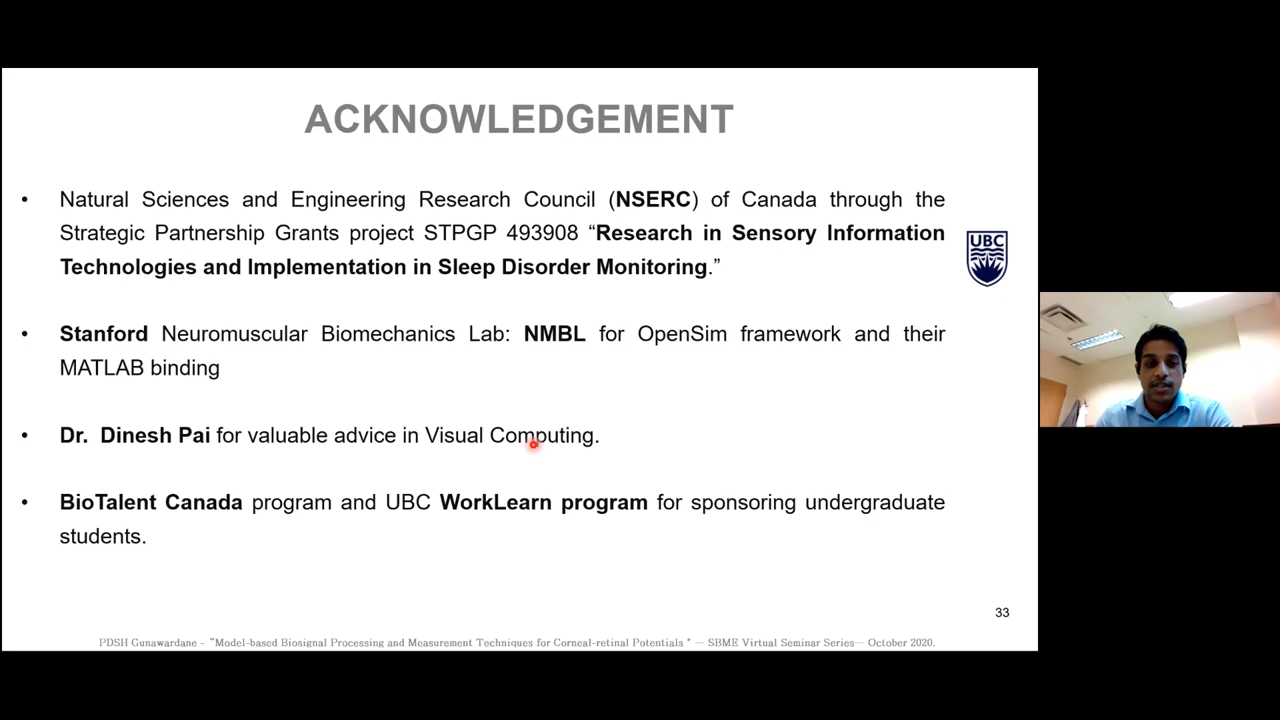 ACKNOWLEDGEMENT
• Natural Sciences and Engineering Research Council (NSERC) of Canada through the
Strategic Partnership Grants project STPGP 493908 “Research in Sensory Information
Technologies and Implementation in Sleep Disorder Monitoring.”
UBC
• Stanford Neuromuscular Biomechanics Lab: NMBL for OpenSim framework and their
MATLAB binding
• Dr. Dinesh Pai for valuable advice in Visual Computing.
• BioTalent Canada program and UBC WorkLearn program for sponsoring undergraduate
students.
33
PDSH Gunawardane - "Model-based Biosignal Processing and Measurement Techniques for Corneal-retinal Potentials " — SBME Virtual Seminar Series— October 2020.